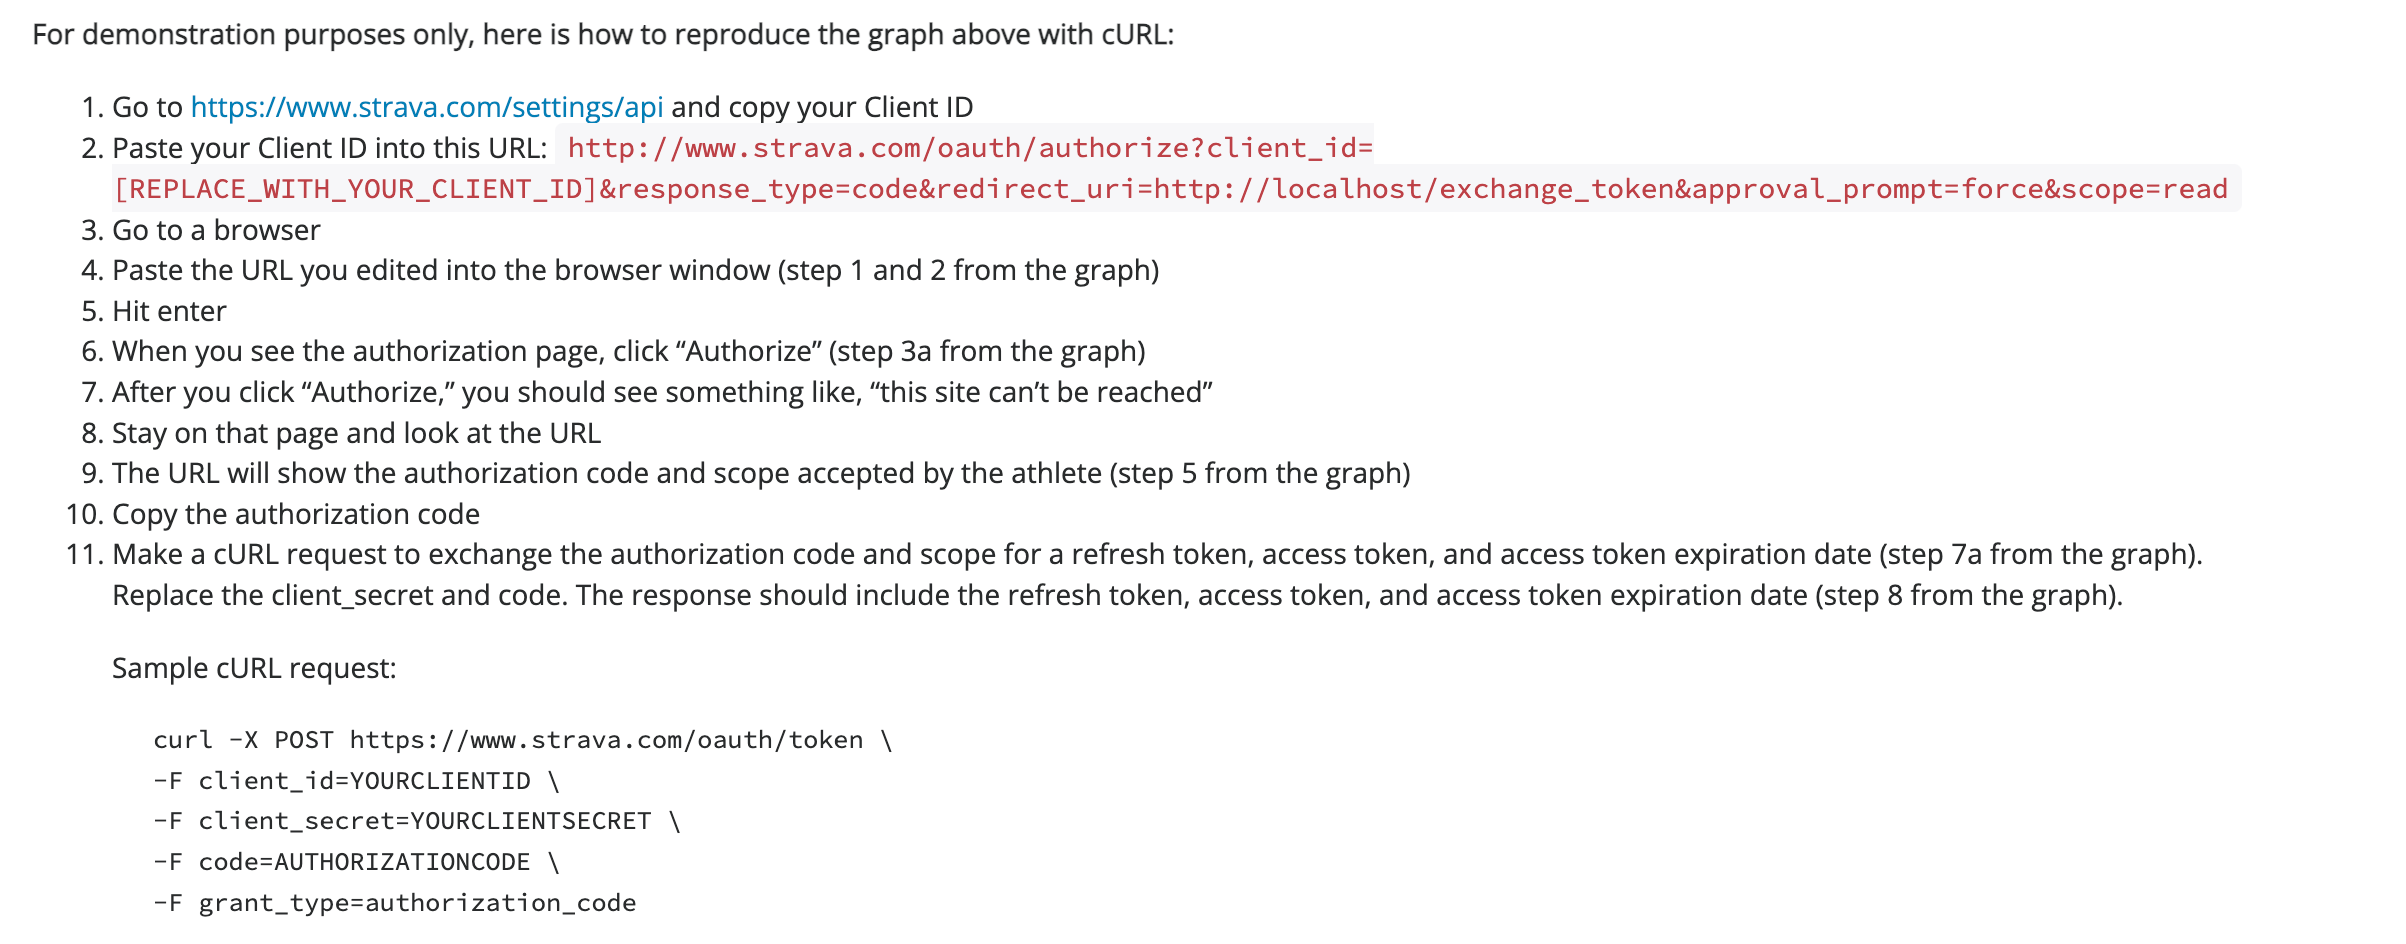 For demonstration purposes only, here is how to reproduce the graph above with cURL:
1. Go to https://www.strava.com/settings/api and copy your Client ID
2. Paste your Client ID into this URL: http://www.strava.com/oauth/authorize?client_id=
[REPLACE_WITH_YOUR_CLIENT_ID]&response_type=code&redirect_uri=http://localhost/exchange_token&approval_prompt=force&scope=read
3. Go to a browser
4. Paste the URL you edited into the browser window (step 1 and 2 from the graph)
5. Hit enter
6. When you see the authorization page, click “Authorize” (step 3a from the graph)
7. After you click “Authorize,” you should see something like, “this site can’t be reached”
8. Stay on that page and look at the URL
9. The URL will show the authorization code and scope accepted by the athlete (step 5 from the graph)
10. Copy the authorization code
11. Make a cURL request to exchange the authorization code and scope for a refresh token, access token, and access token expiration date (step 7a from the graph).
Replace the client_secret and code. The response should include the refresh token, access token, and access token expiration date (step 8 from the graph).
Sample cURL request:
curl -X POST https://www.strava.com/oauth/token \
-F client_id=YOURCLIENTID \
-F client_secret=YOURCLIENTSECRET \
-F code=AUTHORIZATIONCODE \
-F grant_type=authorization_code